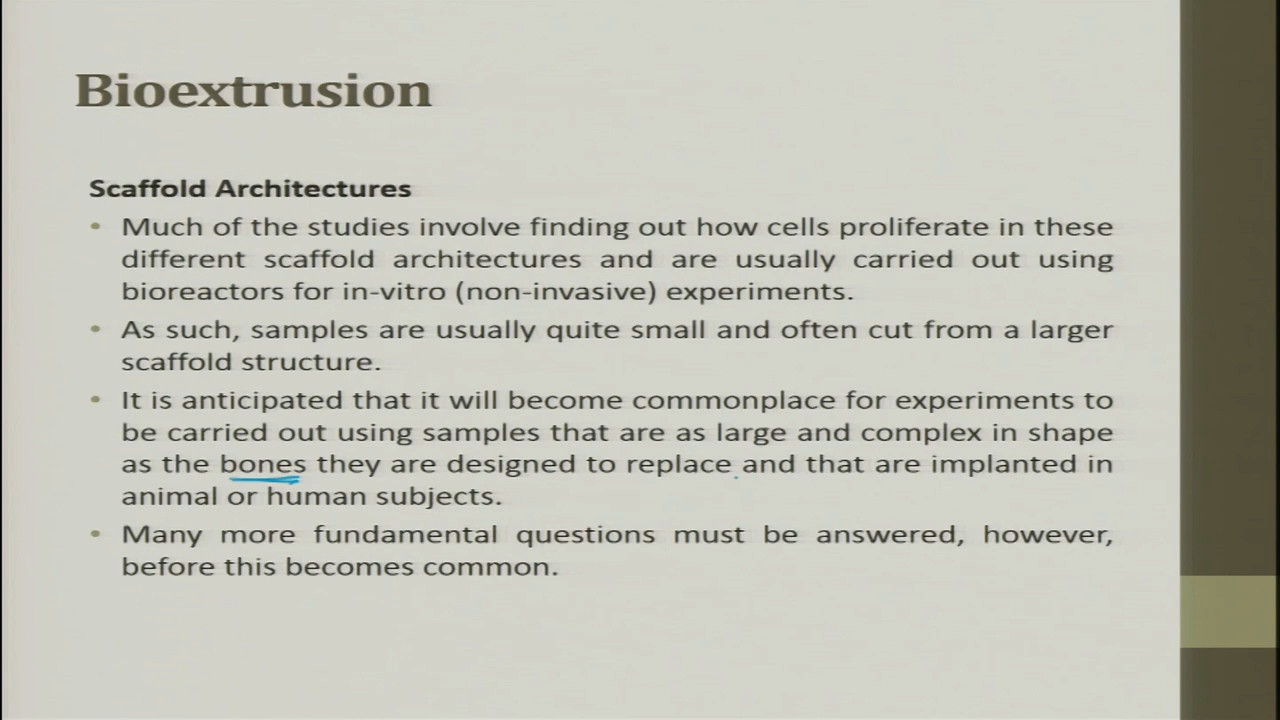 Bioextrusion
Scaffold Architectures
• Much of the studies involve finding out how cells proliferate in these
different scaffold architectures and are usually carried out using
bioreactors for in-vitro (non-invasive) experiments.
• As such, samples are usually quite small and often cut from a larger
scaffold structure.
• It is anticipated that it will become commonplace for experiments to
be carried out using samples that are as large and complex in shape
as the bones they are designed to replace and that are implanted in
animal or human subjects.
• Many more fundamental questions must be answered, however,
before this becomes common.